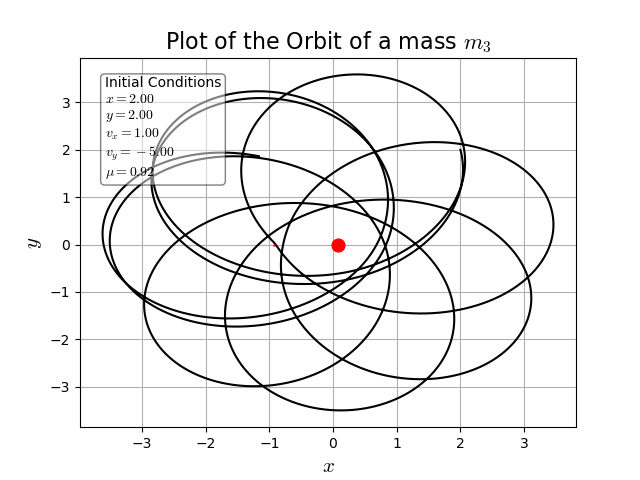 Plot of the Orbit of a mass m₃
Initial Conditions
x = 2.00
y = 2.00
vₓ = 1.00
v_y = −5.00
μ = 0.92
3
2
1
0
−1
−2
−3
y
−3 −2 −1 0 1 2 3
x